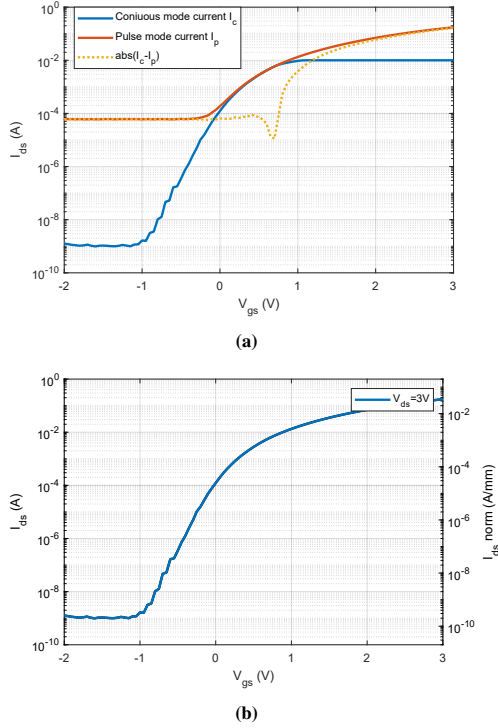 (a)
10^0
10^-2
10^-4
10^-6
10^-8
10^-10
I_ds (A)
Coniuous mode current I_c
Pulse mode current I_p
abs(I_c-I_p)
-2 -1 0 1 2 3
V_gs (V)
(a)
10^0
10^-2
10^-4
10^-6
10^-8
10^-10
I_ds (A)
V_ds=3V
10^-2
10^-4
10^-6
10^-8
10^-10
I_ds norm (A/mm)
-2 -1 0 1 2 3
V_gs (V)
(b)